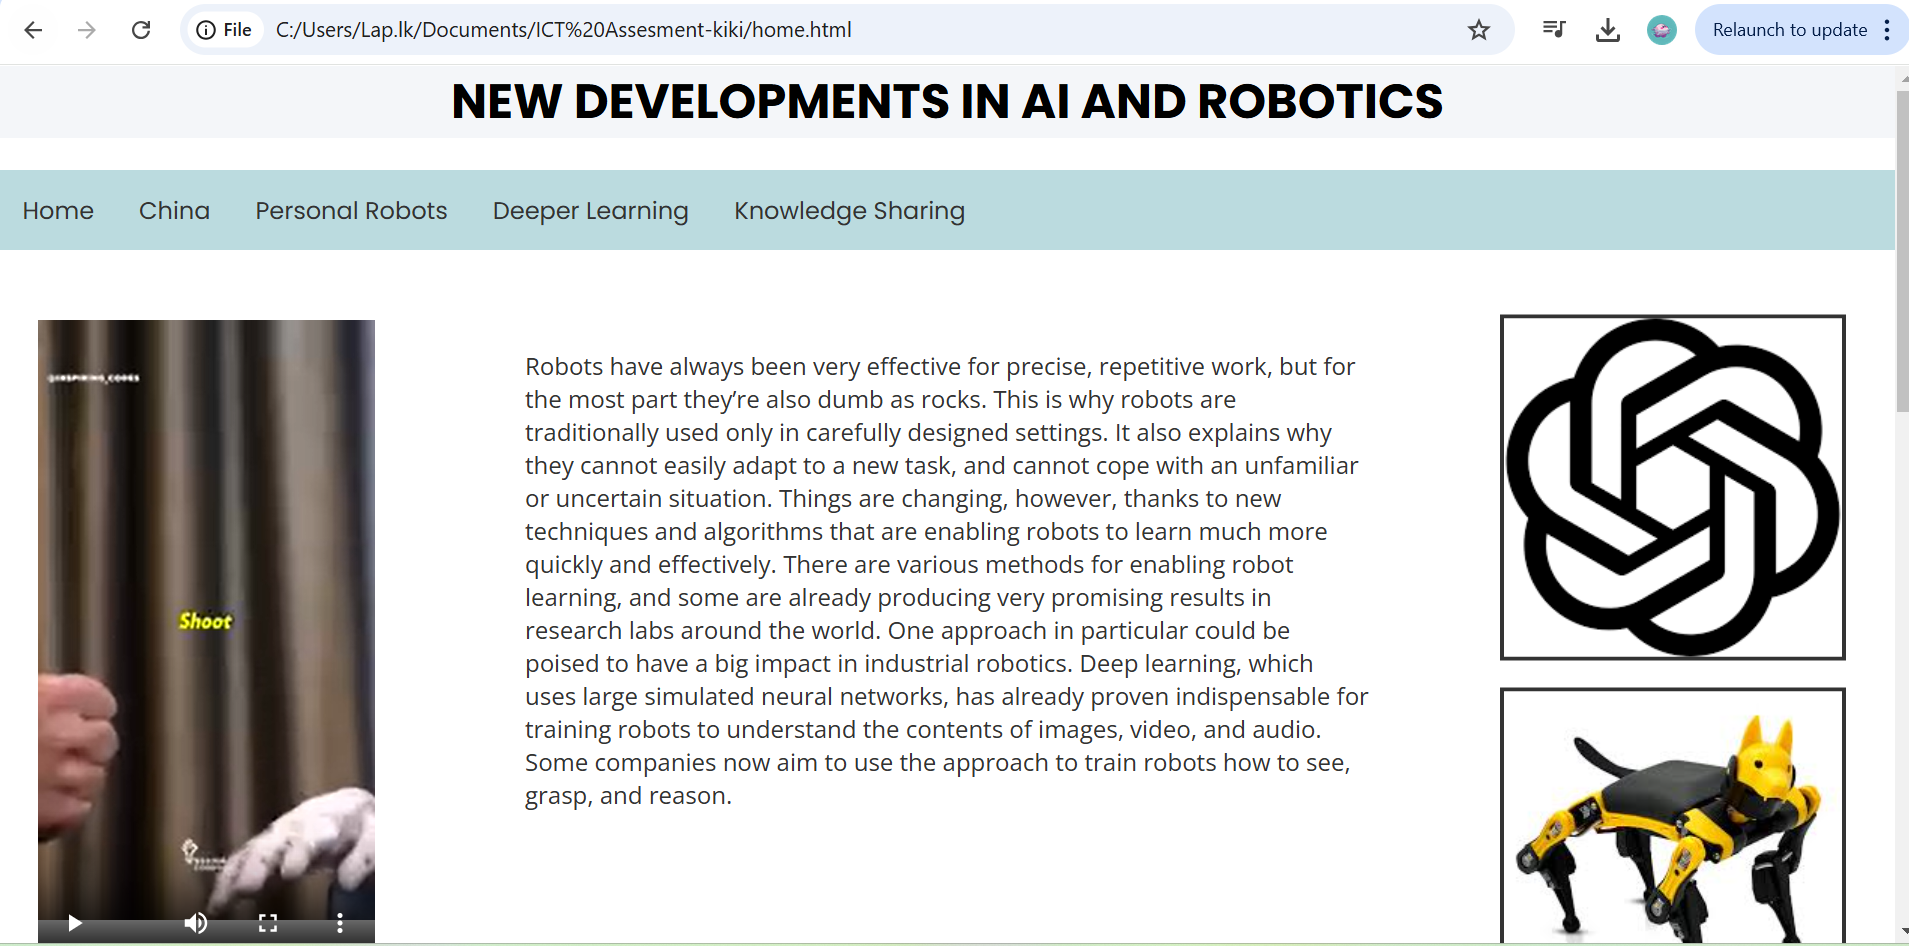 File
C:/Users/Lap.lk/Documents/ICT%20Assesment-kiki/home.html
Relaunch to update
NEW DEVELOPMENTS IN AI AND ROBOTICS
Home
China
Personal Robots
Deeper Learning
Knowledge Sharing
@INSPIRING_CODES
Shoot
Robots have always been very effective for precise, repetitive work, but for
the most part they’re also dumb as rocks. This is why robots are
traditionally used only in carefully designed settings. It also explains why
they cannot easily adapt to a new task, and cannot cope with an unfamiliar
or uncertain situation. Things are changing, however, thanks to new
techniques and algorithms that are enabling robots to learn much more
quickly and effectively. There are various methods for enabling robot
learning, and some are already producing very promising results in
research labs around the world. One approach in particular could be
poised to have a big impact in industrial robotics. Deep learning, which
uses large simulated neural networks, has already proven indispensable for
training robots to understand the contents of images, video, and audio.
Some companies now aim to use the approach to train robots how to see,
grasp, and reason.